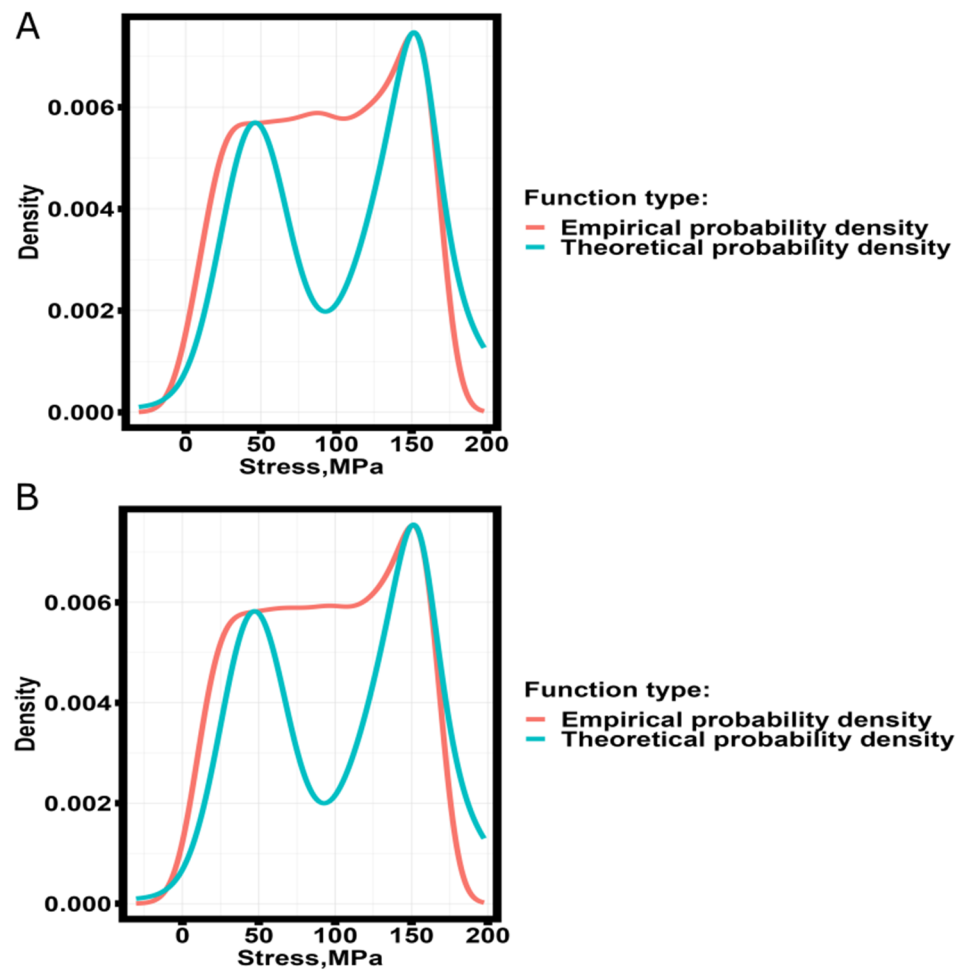 A
0.006
0.004
0.002
0.000
Density
0 50 100 150 200
Stress,MPa
Function type:
Empirical probability density
Theoretical probability density
B
0.006
0.004
0.002
0.000
Density
0 50 100 150 200
Stress,MPa
Function type:
Empirical probability density
Theoretical probability density